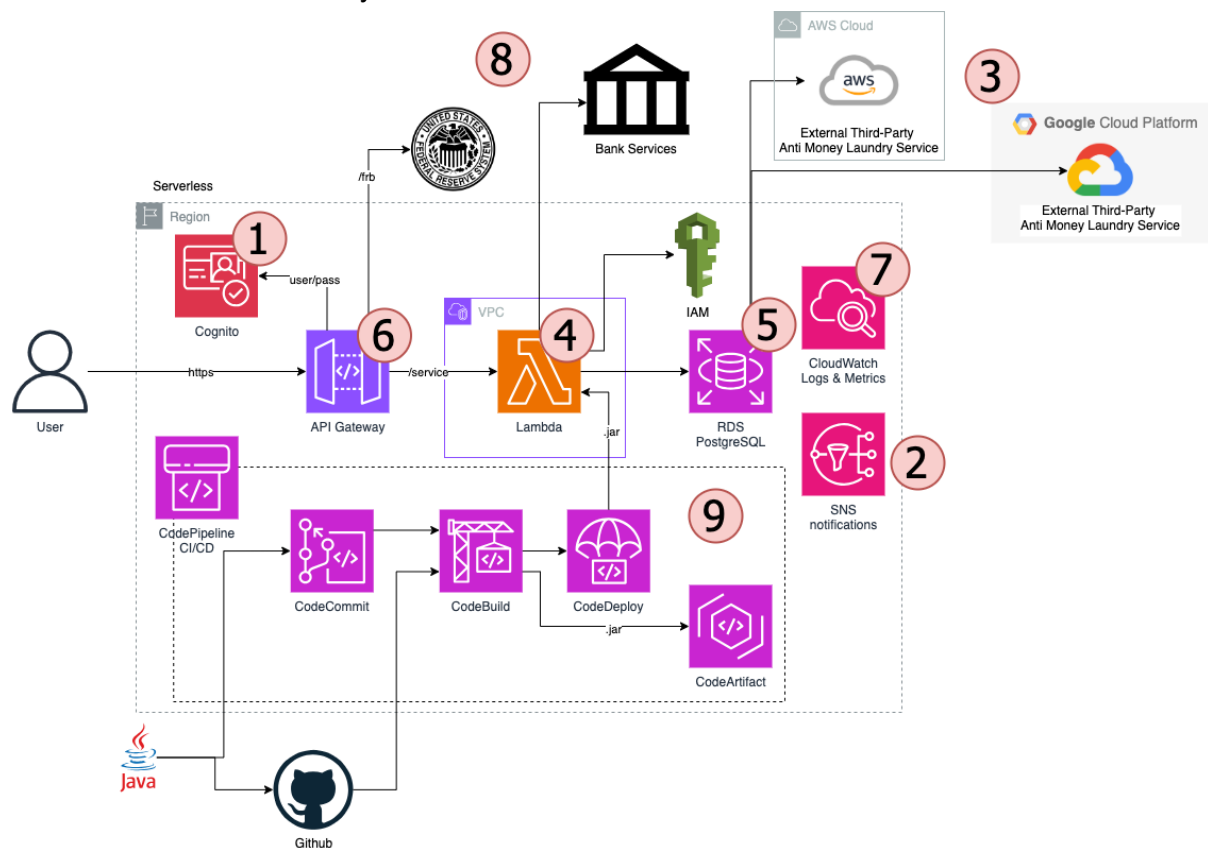 8
AWS Cloud
aws
External Third-Party
Anti Money Laundry Service
3
Google Cloud Platform
External Third-Party
Anti Money Laundry Service
Bank Services
UNITED STATES
FEDERAL RESERVE SYSTEM
/frb
Serverless
Region
1
user/pass
Cognito
VPC
IAM
7
CloudWatch
Logs & Metrics
User
https
6
API Gateway
/service
4
Lambda
.jar
5
RDS
PostgreSQL
2
SNS
notifications
CodePipeline
CI/CD
9
CodeCommit
CodeBuild
CodeDeploy
.jar
CodeArtifact
Java
Github